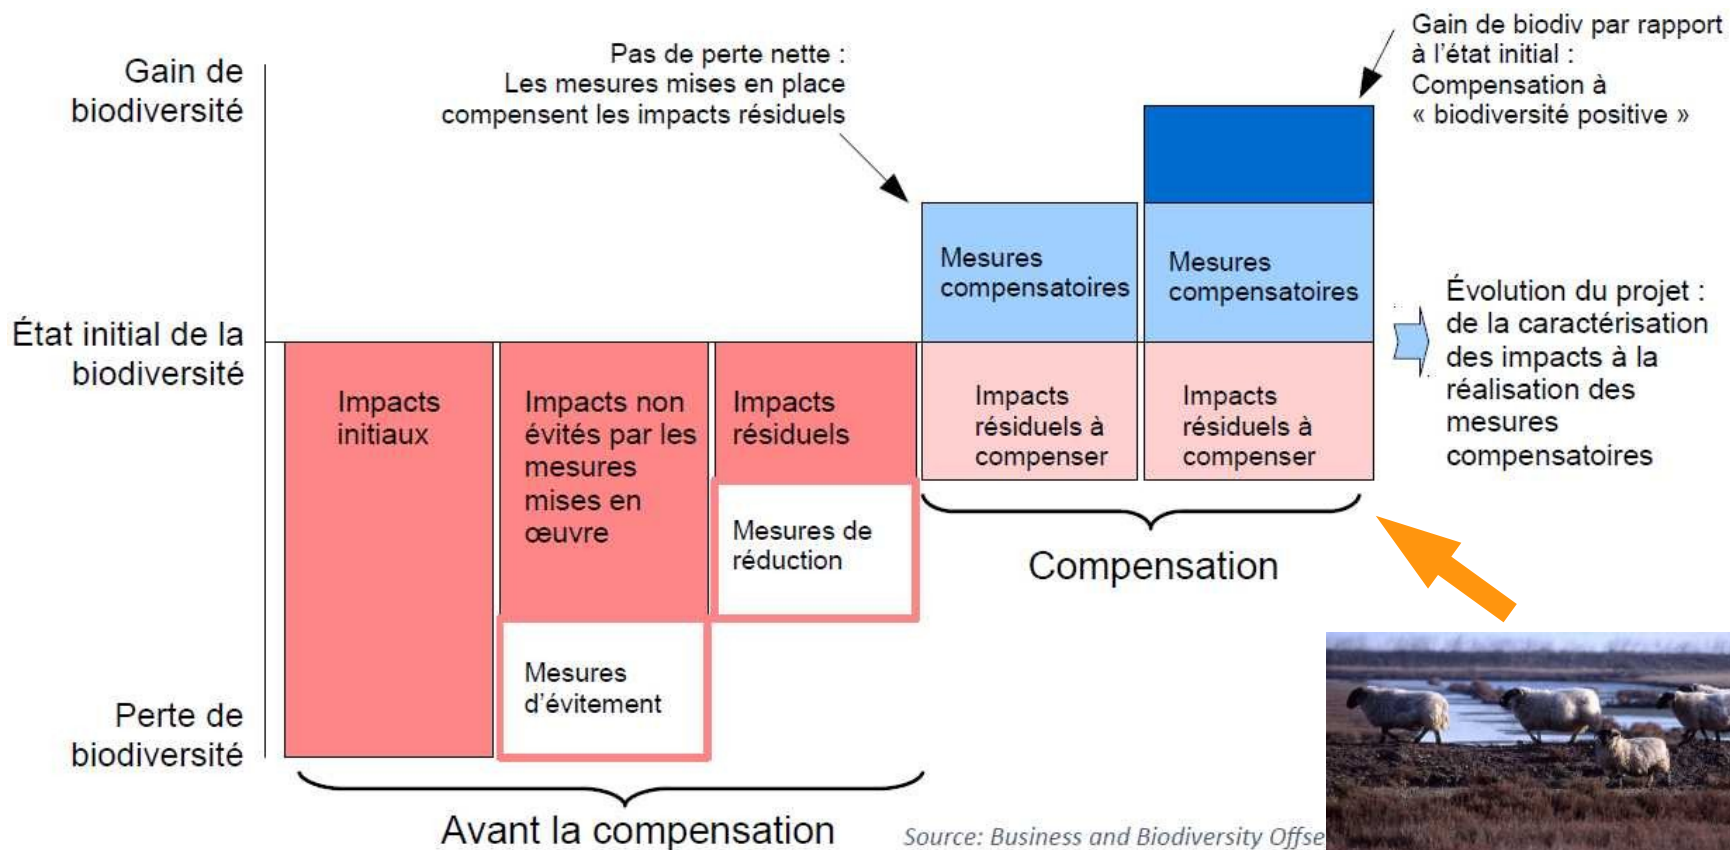 Gain de
biodiversité
Pas de perte nette :
Les mesures mises en place
compensent les impacts résiduels
Gain de biodiv par rapport
à l'état initial :
Compensation à
« biodiversité positive »
Mesures
compensatoires
Mesures
compensatoires
État initial de la
biodiversité
Évolution du projet :
de la caractérisation
des impacts à la
réalisation des
mesures
compensatoires
Impacts
initiaux
Impacts non
évités par les
mesures
mises en
œuvre
Impacts
résiduels
Impacts
résiduels à
compenser
Impacts
résiduels à
compenser
Mesures de
réduction
Compensation
Mesures
d'évitement
Perte de
biodiversité
Avant la compensation
Source: Business and Biodiversity Offse